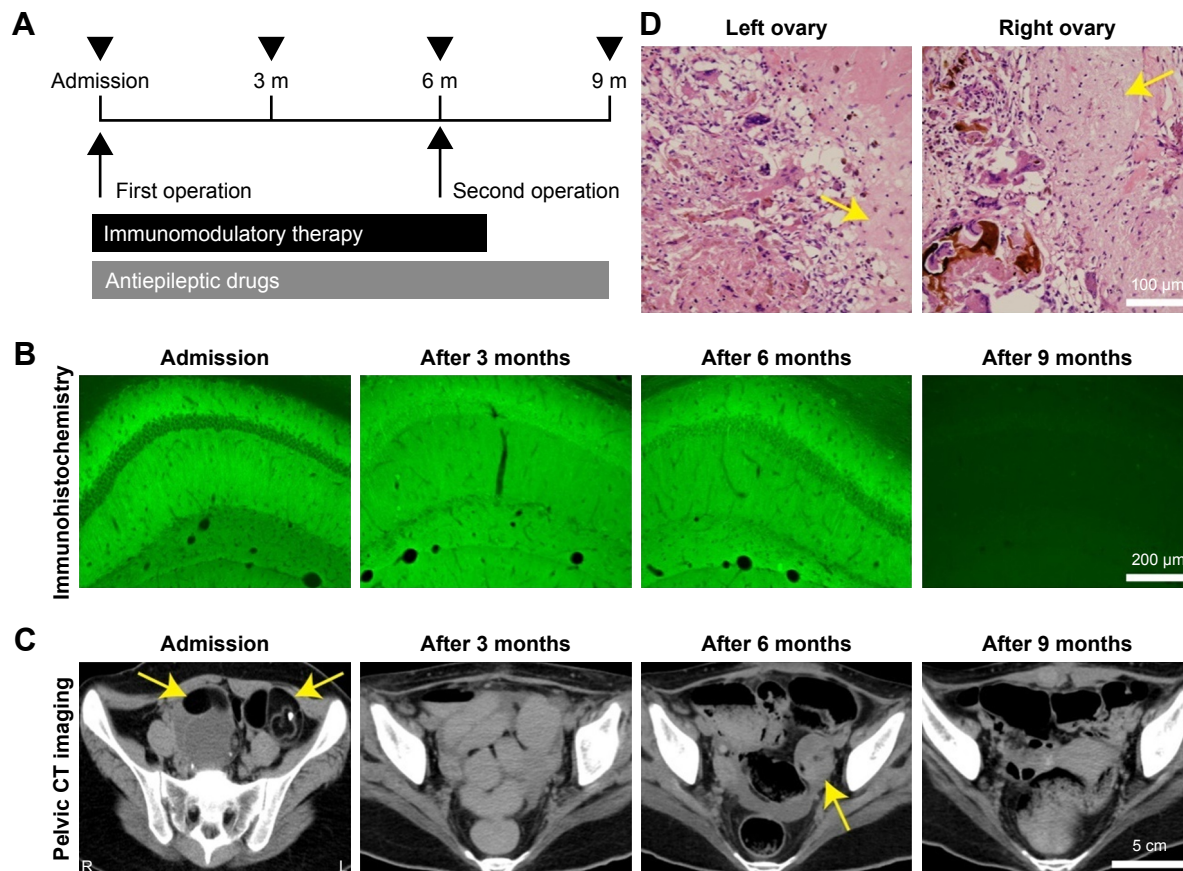 A
Admission
3 m
6 m
9 m
First operation
Second operation
Immunomodulatory therapy
Antiepileptic drugs
D
Left ovary
Right ovary
100 µm
B
Admission
After 3 months
After 6 months
After 9 months
Immunohistochemistry
200 µm
C
Admission
After 3 months
After 6 months
After 9 months
Pelvic CT imaging
R
L
5 cm